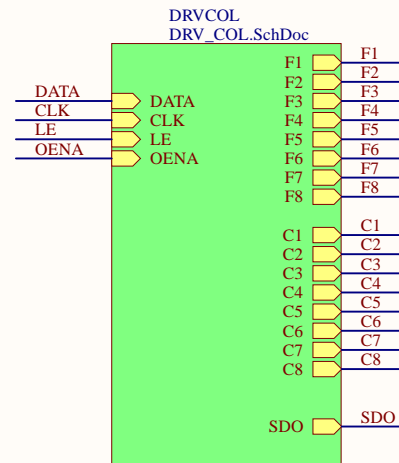 DRVCOL
DRV_COL.SchDoc
DATA
CLK
LE
OENA
DATA
CLK
LE
OENA
F1 F1
F2 F2
F3 F3
F4 F4
F5 F5
F6 F6
F7 F7
F8 F8
C1 C1
C2 C2
C3 C3
C4 C4
C5 C5
C6 C6
C7 C7
C8 C8
SDO SDO